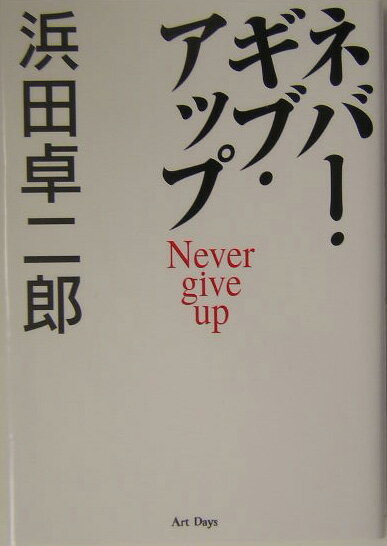 ネバー・
ギブ・
アップ
Never
give
up
浜田卓二郎
Art Days